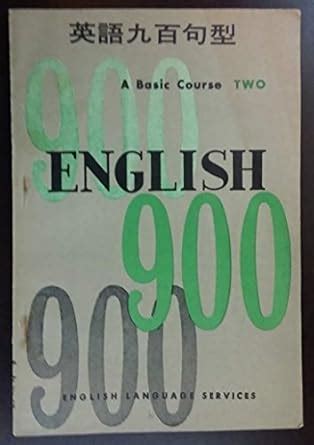 英語九百句型
A Basic Course TWO
900
ENGLISH
900
900
ENGLISH LANGUAGE SERVICES